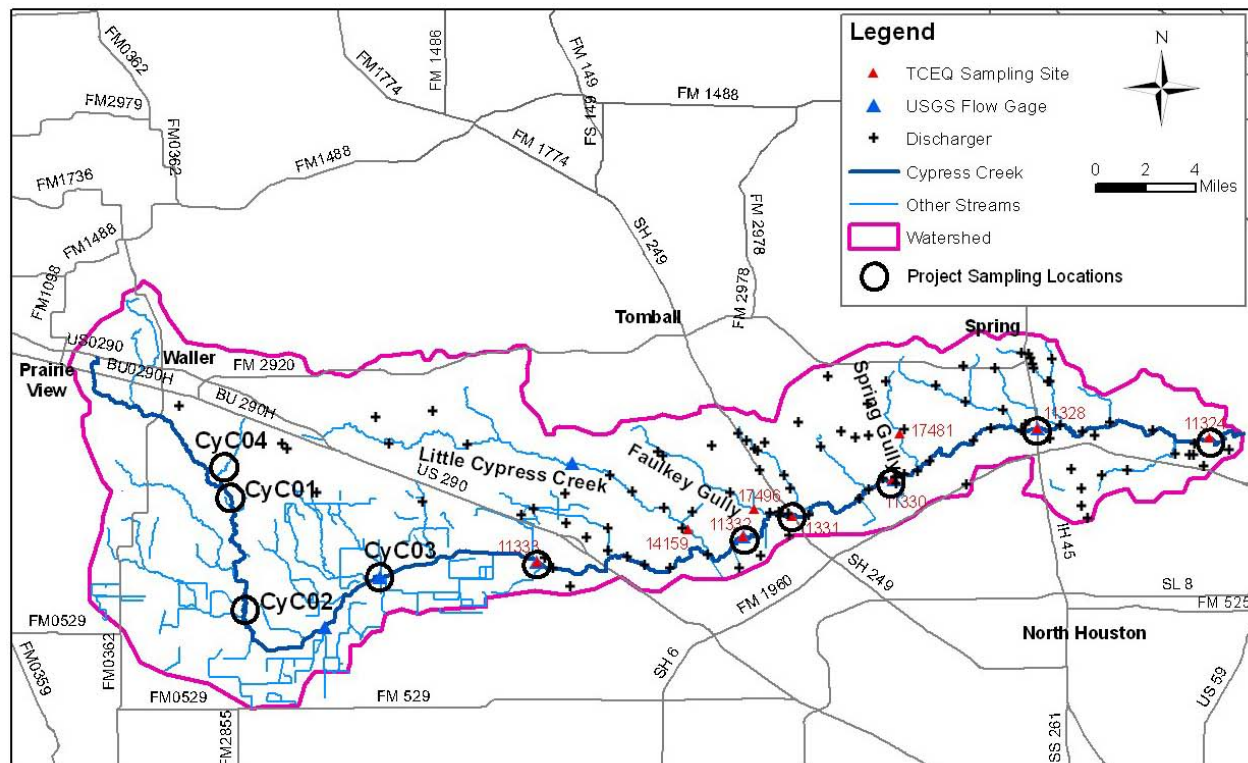 Legend
TCEQ Sampling Site
USGS Flow Gage
Discharger
Cypress Creek
Other Streams
Watershed
Project Sampling Locations
N
0 2 4
Miles
FM0362
FM2979
FM0362
FM1736
FM1488
FM1098
FM1488
FM1774
FM 1486
FM 149
FS 149
FM 1488
FM 1774
SH 249
FM 2978
FM 2978
Tomball
Spring
US0290
BU0290H
Waller
Prairie
View
FM 2920
BU 290H
US 290
CyC04
CyC01
CyC03
CyC02
Little Cypress Creek
Faulkey Gully
Spring Gully
11333
14159
17496
11332
11331
11330
17481
11328
11324
FM 1960
SH 249
SH 6
IH 45
SL 8
FM 525
North Houston
US 59
SS 261
FM0529
FM0362
FM0359
FM0529
FM 529
FM2855